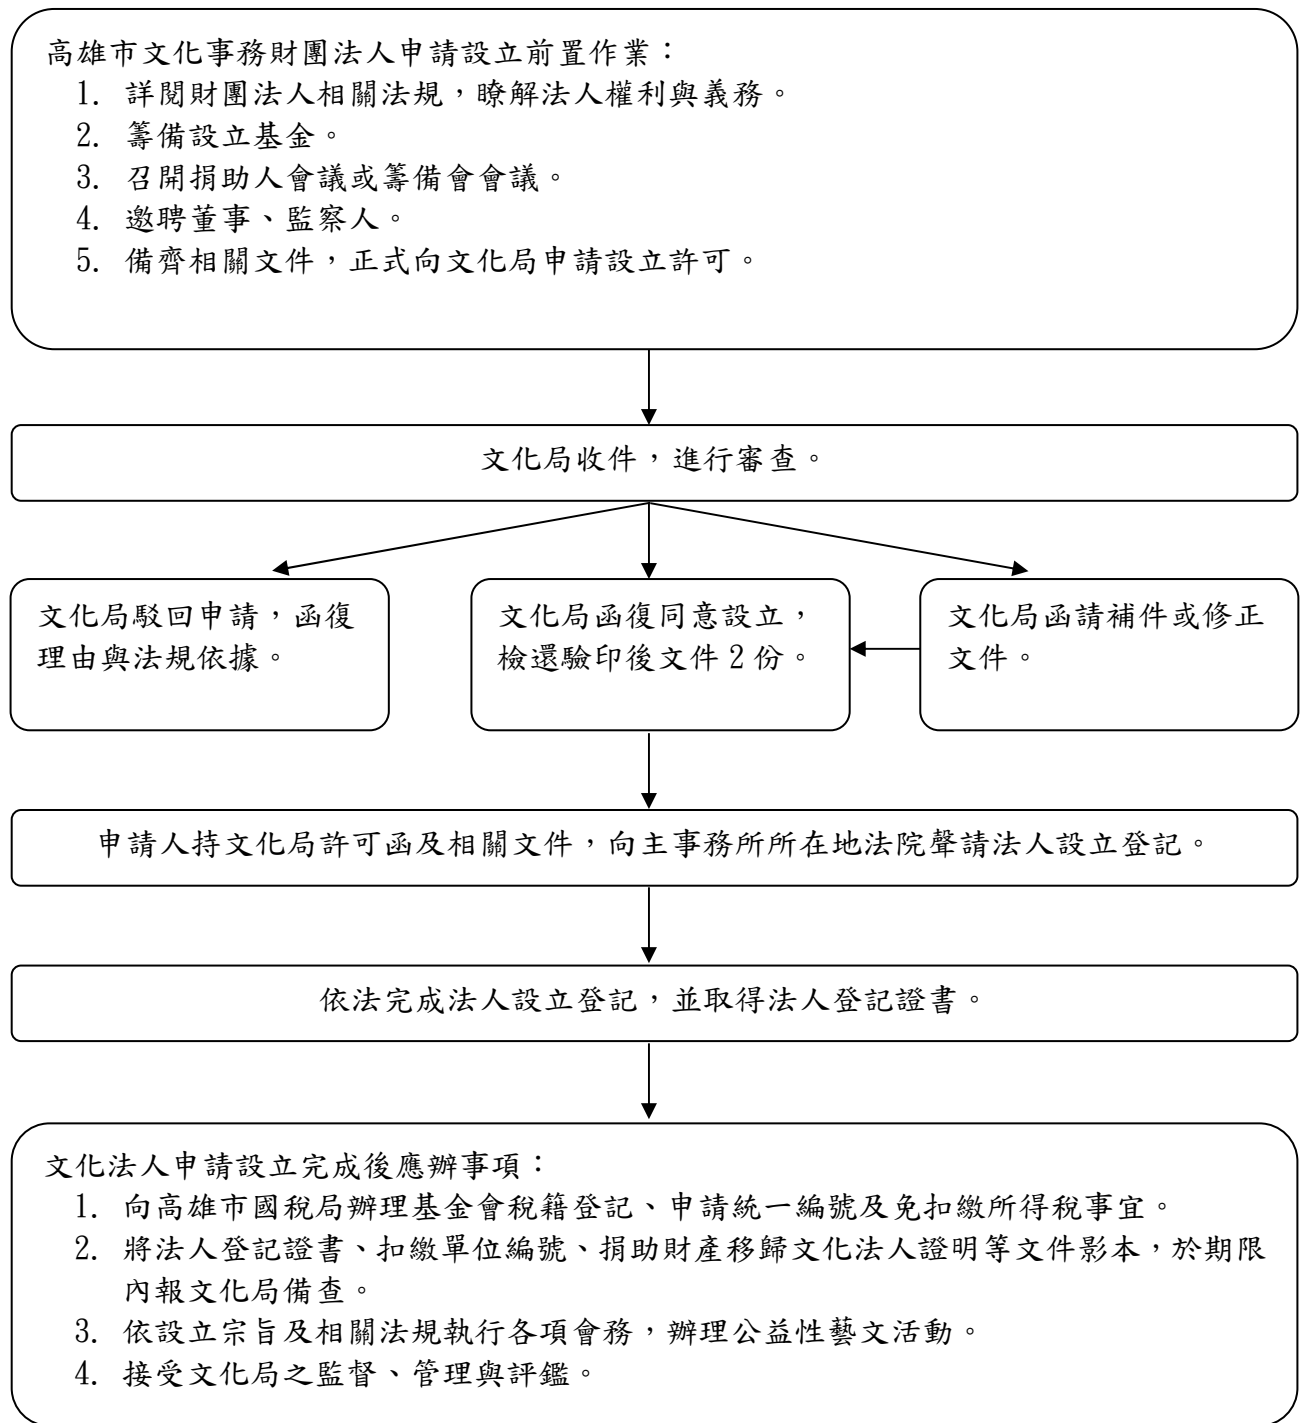 高雄市文化事務財團法人申請設立前置作業：
1. 詳閱財團法人相關法規，瞭解法人權利與義務。
2. 籌備設立基金。
3. 召開捐助人會議或籌備會會議。
4. 邀聘董事、監察人。
5. 備齊相關文件，正式向文化局申請設立許可。
文化局收件，進行審查。
文化局駁回申請，函復
理由與法規依據。
文化局函復同意設立，
檢還驗印後文件 2 份。
文化局函請補件或修正
文件。
申請人持文化局許可函及相關文件，向主事務所所在地法院聲請法人設立登記。
依法完成法人設立登記，並取得法人登記證書。
文化法人申請設立完成後應辦事項：
1. 向高雄市國稅局辦理基金會稅籍登記、申請統一編號及免扣繳所得稅事宜。
2. 將法人登記證書、扣繳單位編號、捐助財產移歸文化法人證明等文件影本，於期限
內報文化局備查。
3. 依設立宗旨及相關法規執行各項會務，辦理公益性藝文活動。
4. 接受文化局之監督、管理與評鑑。